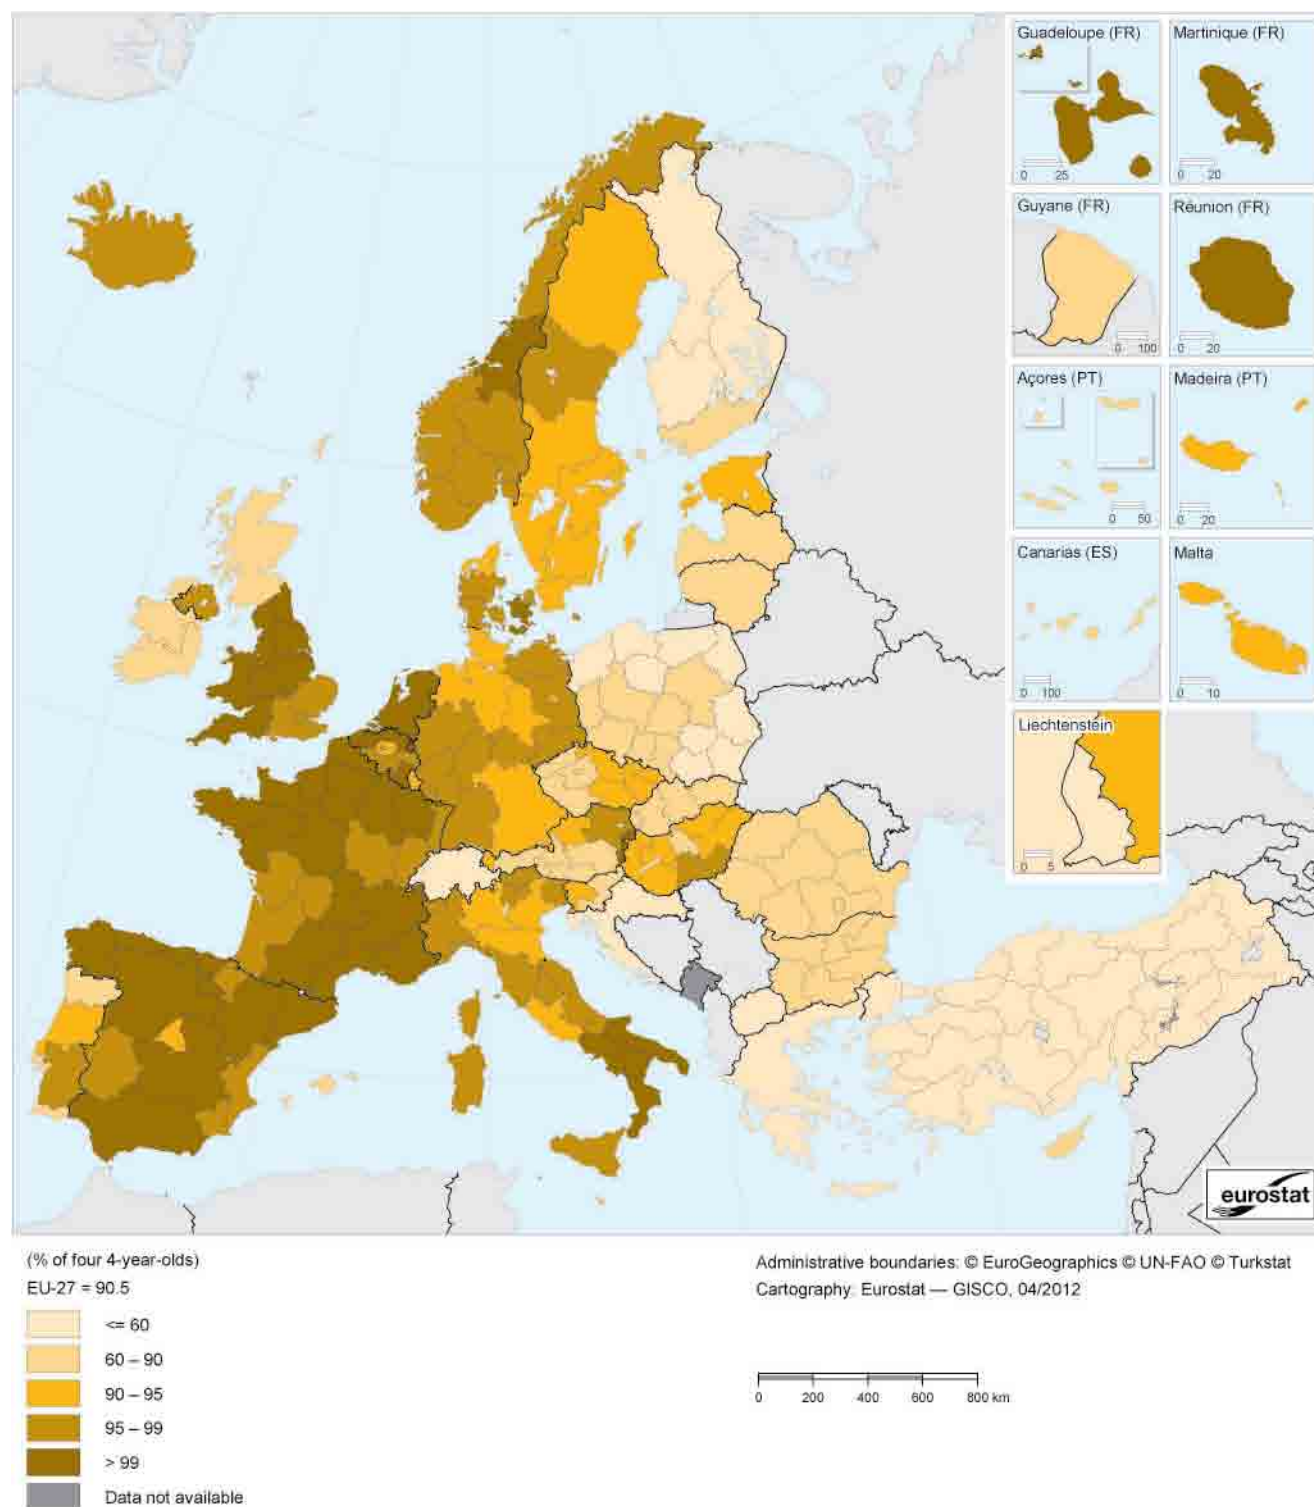 Guadeloupe (FR)
0 25
Martinique (FR)
0 20
Guyane (FR)
0 100
Réunion (FR)
0 20
Açores (PT)
0 50
Madeira (PT)
0 20
Canarias (ES)
0 100
Malta
0 10
Liechtenstein
0 5
eurostat
(% of four 4-year-olds)
EU-27 = 90.5
<= 60
60 – 90
90 – 95
95 – 99
> 99
Data not available
Administrative boundaries: © EuroGeographics © UN-FAO © Turkstat
Cartography: Eurostat — GISCO, 04/2012
0 200 400 600 800 km